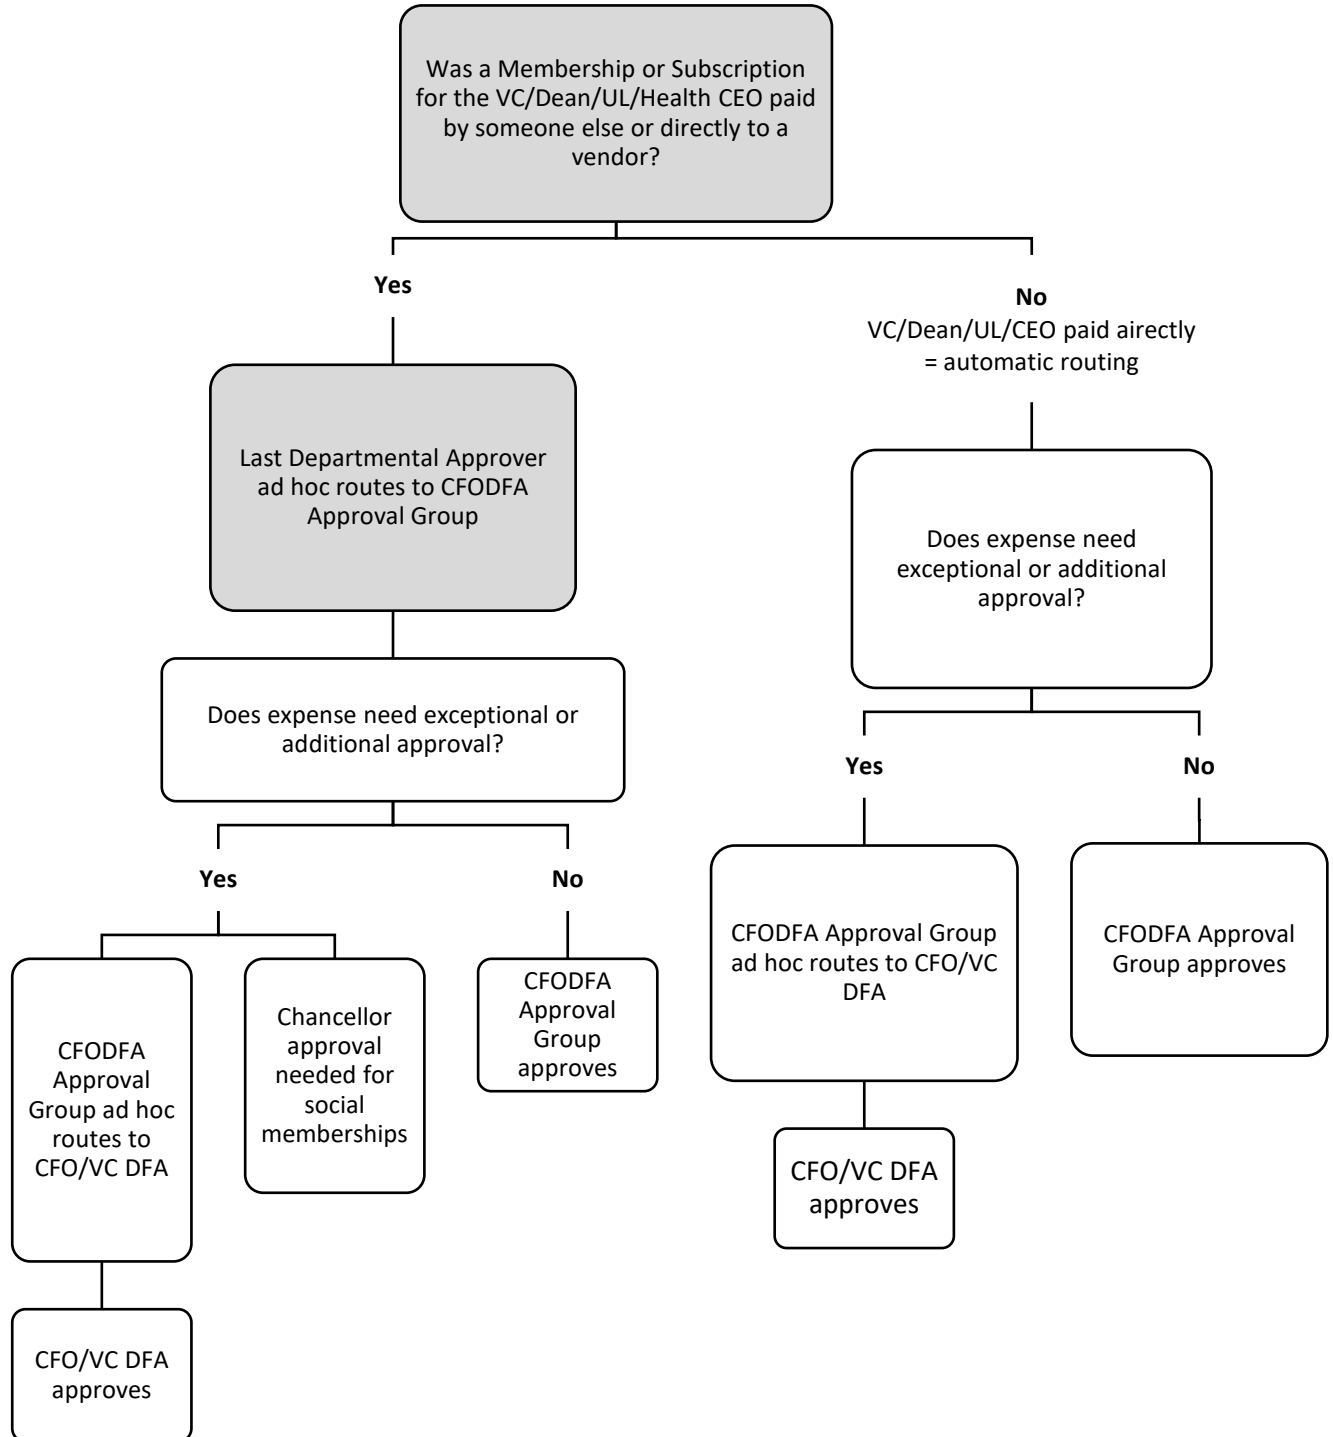 Was a Membership or Subscription
for the VC/Dean/UL/Health CEO paid
by someone else or directly to a
vendor?
Yes
No
VC/Dean/UL/CEO paid airectly
= automatic routing
Last Departmental Approver
ad hoc routes to CFODFA
Approval Group
Does expense need
exceptional or additional
approval?
Does expense need exceptional or
additional approval?
Yes
No
Yes
No
CFODFA Approval Group
ad hoc routes to CFO/VC
DFA
CFODFA Approval
Group approves
CFODFA
Approval
Group ad hoc
routes to
CFO/VC DFA
Chancellor
approval
needed for
social
memberships
CFODFA
Approval
Group
approves
CFO/VC DFA
approves
CFO/VC DFA
approves